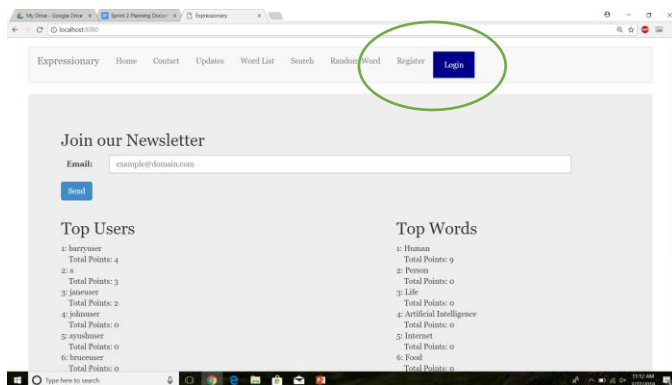 My Drive - Google Drive
Sprint 2 Planning Docum
Expressionary
localhost:8080
Expressionary Home Contact Updates Word List Search Random Word Register Login
Join our Newsletter
Email: example@domain.com
Send
Top Users
1: barryuser
Total Points: 4
2: a
Total Points: 3
3: janeuser
Total Points: 2
4: johnuser
Total Points: 0
5: ayushuser
Total Points: 0
6: bruceuser
Total Points: 0
Top Words
1: Human
Total Points: 9
2: Person
Total Points: 0
3: Life
Total Points: 0
4: Artificial Intelligence
Total Points: 0
5: Internet
Total Points: 0
6: Food
Total Points: 0
Type here to search
11:12 AM